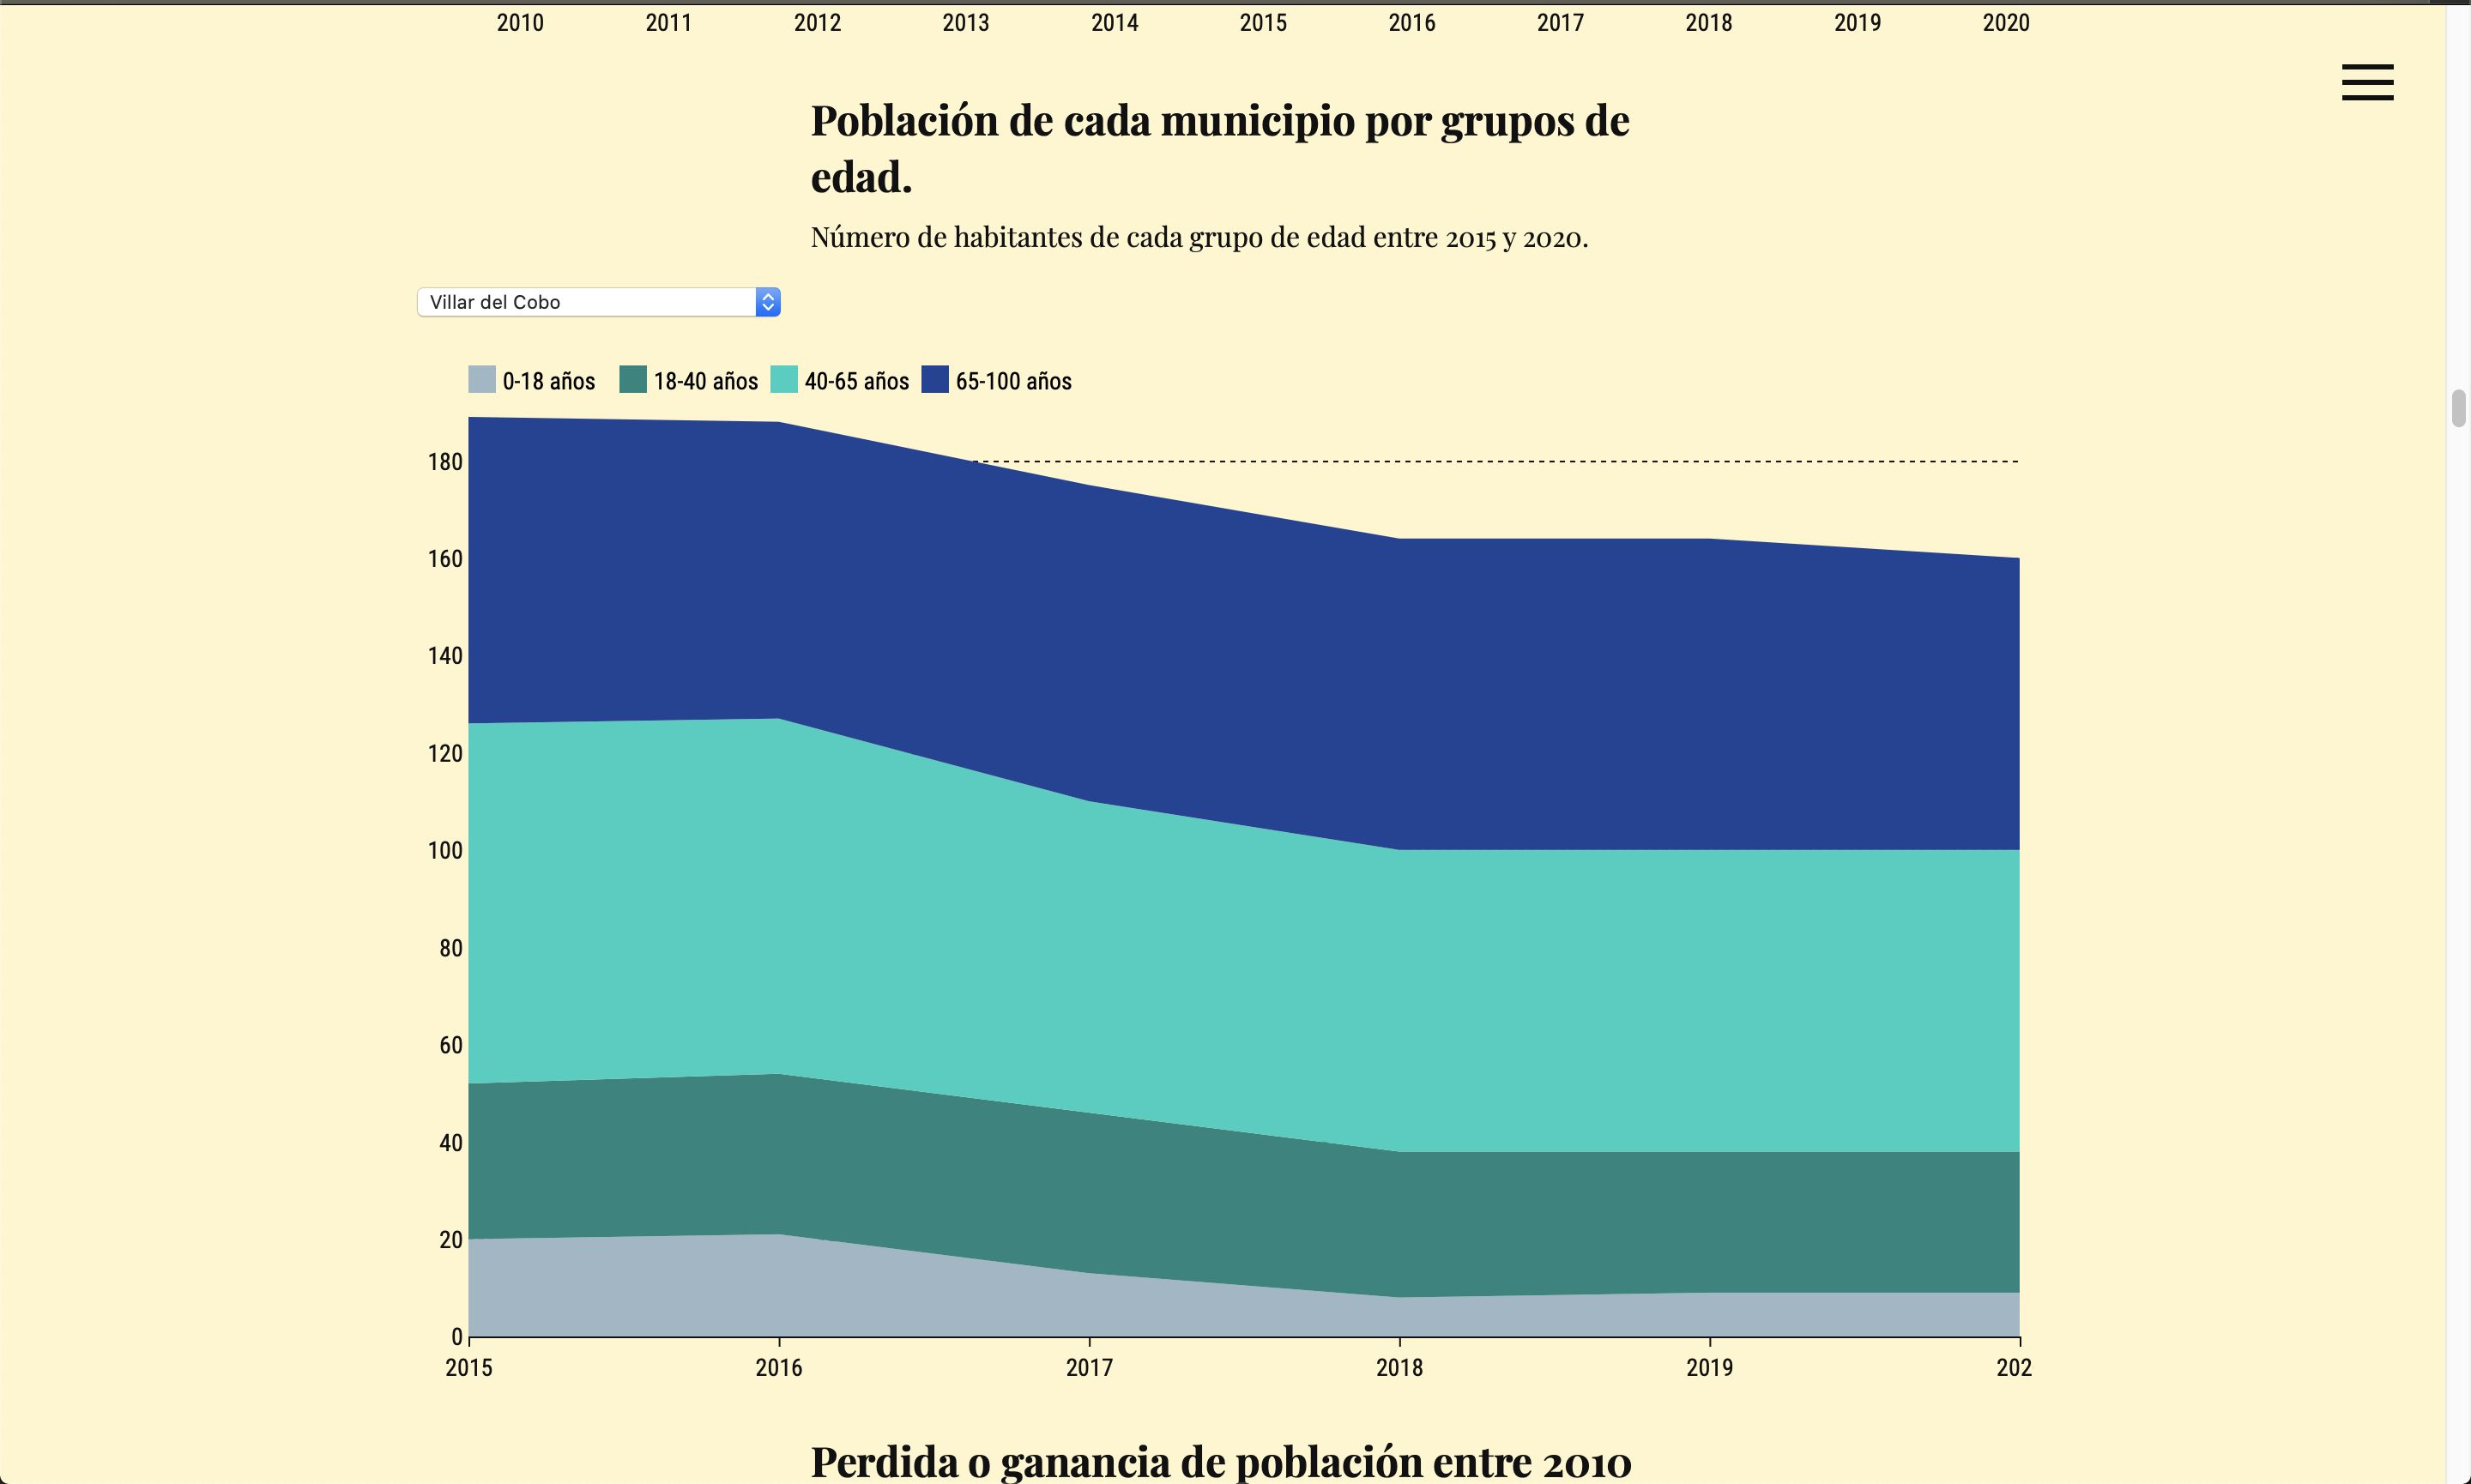 2010 2011 2012 2013 2014 2015 2016 2017 2018 2019 2020
Población de cada municipio por grupos de
edad.
Número de habitantes de cada grupo de edad entre 2015 y 2020.
Villar del Cobo
0-18 años 18-40 años 40-65 años 65-100 años
180
160
140
120
100
80
60
40
20
0
2015 2016 2017 2018 2019 202
Perdida o ganancia de población entre 2010